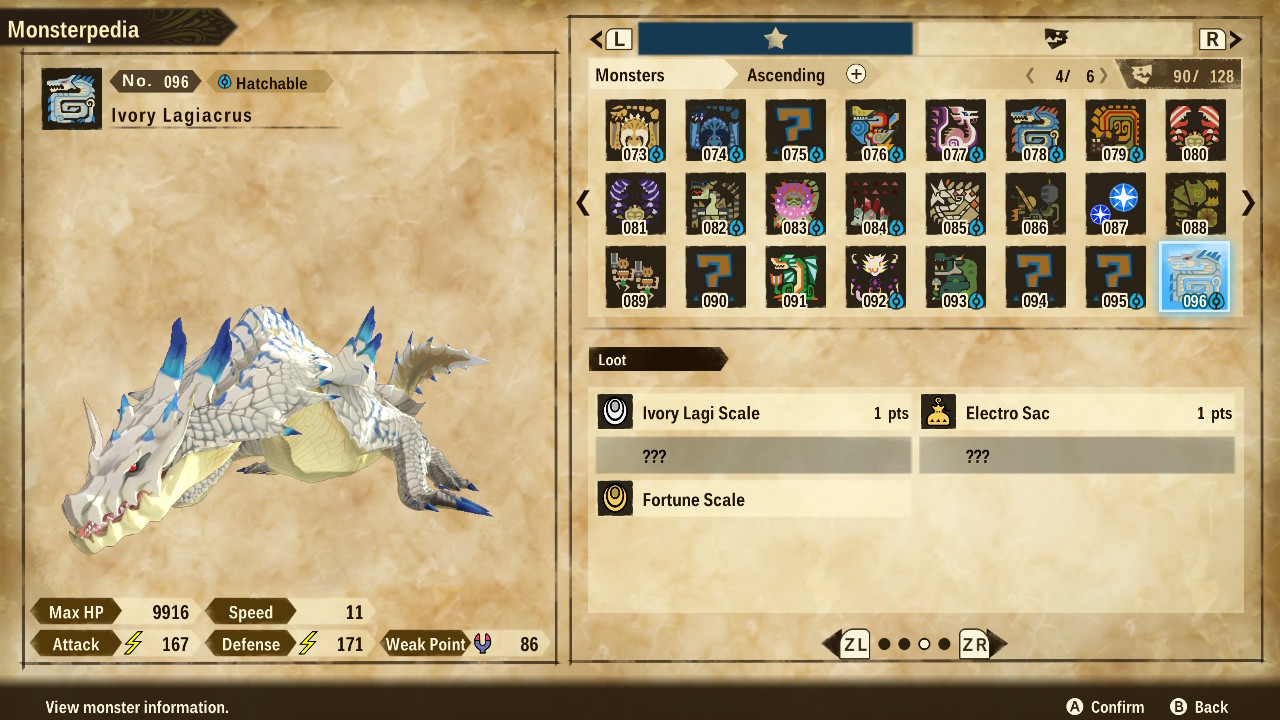 Monsterpedia
No. 096
Hatchable
Ivory Lagiacrus
Max HP 9916
Speed 11
Attack 167
Defense 171
Weak Point 86
L
R
Monsters
Ascending
4/ 6
90/ 128
073 074 075 076 077 078 079 080
081 082 083 084 085 086 087 088
089 090 091 092 093 094 095 096
Loot
Ivory Lagi Scale 1 pts
Electro Sac 1 pts
???
???
Fortune Scale
ZL ZR
View monster information.
A Confirm
B Back